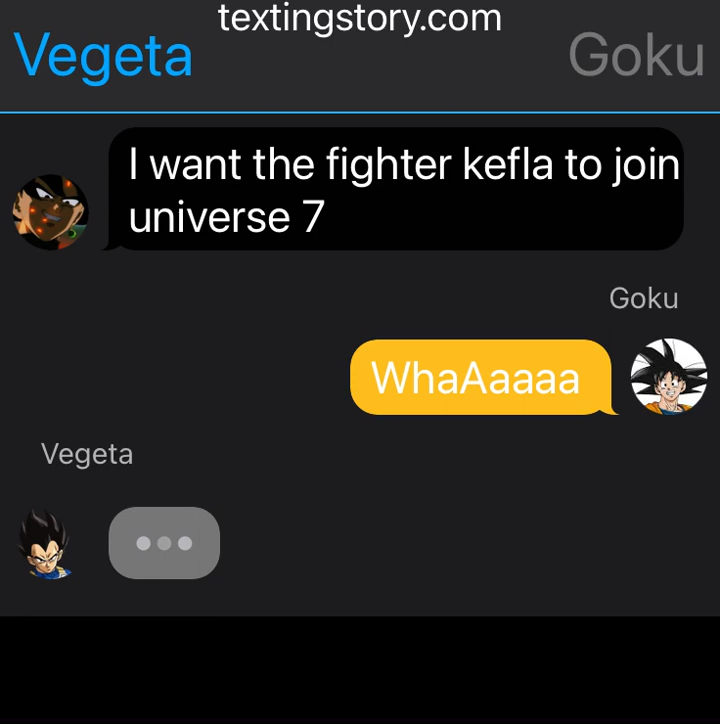 textingstory.com
Vegeta
Goku
I want the fighter kefla to join
universe 7
Goku
WhaAaaaa
Vegeta